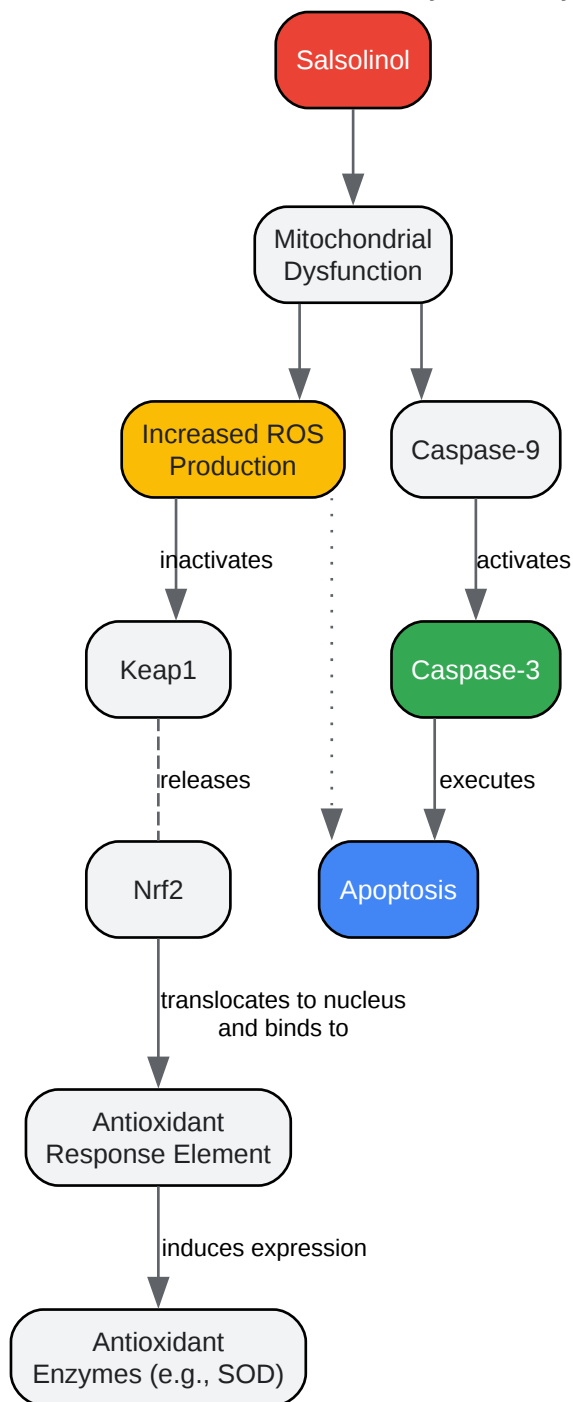 Salsolinol
Mitochondrial
Dysfunction
Increased ROS
Production
Caspase-9
inactivates
activates
Keap1
Caspase-3
releases
executes
Nrf2
Apoptosis
translocates to nucleus
and binds to
Antioxidant
Response Element
induces expression
Antioxidant
Enzymes (e.g., SOD)